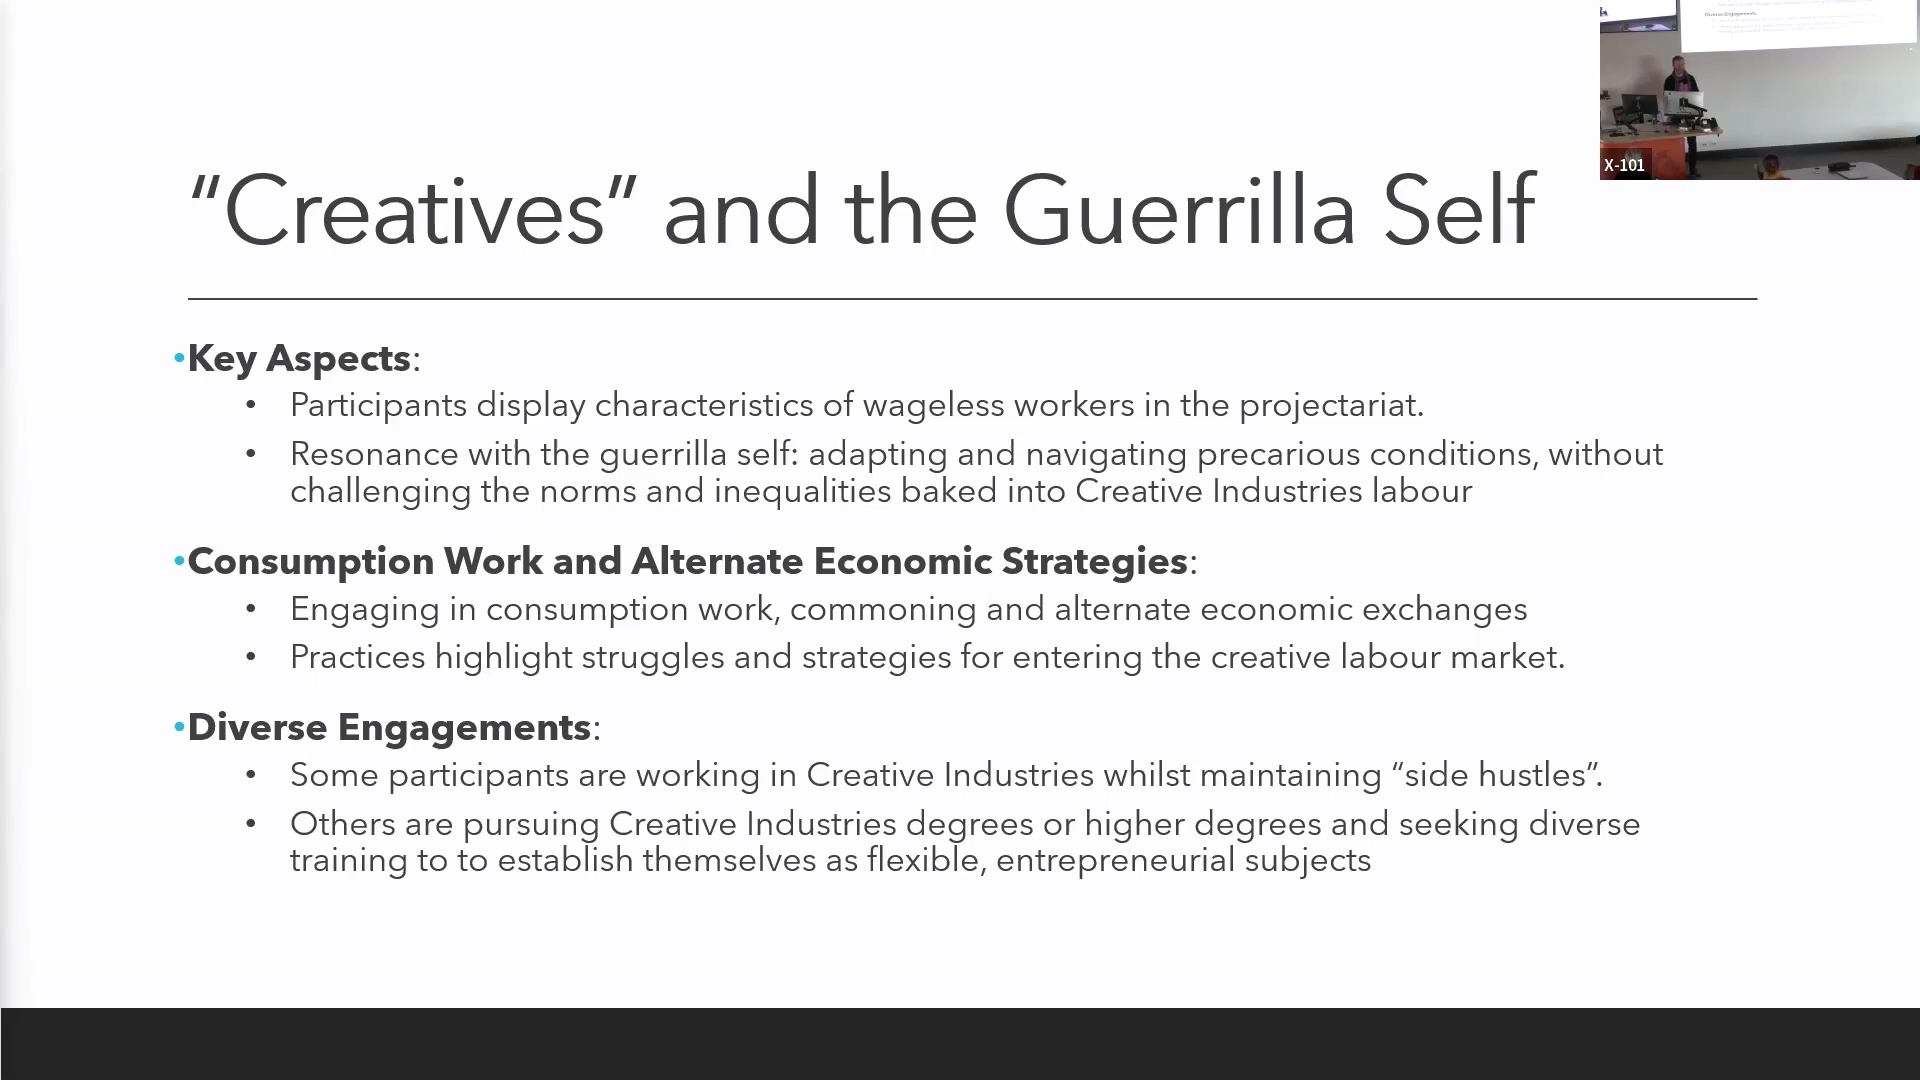 “Creatives” and the Guerrilla Self
X-101
•Key Aspects:
• Participants display characteristics of wageless workers in the projectariat.
• Resonance with the guerrilla self: adapting and navigating precarious conditions, without
challenging the norms and inequalities baked into Creative Industries labour
•Consumption Work and Alternate Economic Strategies:
• Engaging in consumption work, commoning and alternate economic exchanges
• Practices highlight struggles and strategies for entering the creative labour market.
•Diverse Engagements:
• Some participants are working in Creative Industries whilst maintaining “side hustles”.
• Others are pursuing Creative Industries degrees or higher degrees and seeking diverse
training to to establish themselves as flexible, entrepreneurial subjects